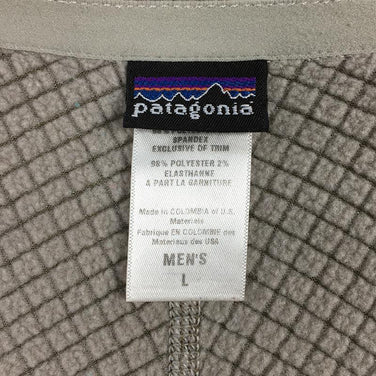 patagonia
SPANDEX
EXCLUSIVE OF TRIM
98% POLYESTER 2%
ELASTHANNE
A PART LA GARNITURE
Made in COLOMBIA of U.S.
Materials
Fabriqué EN COLOMBIE des
Materiaux des USA
MEN'S
L